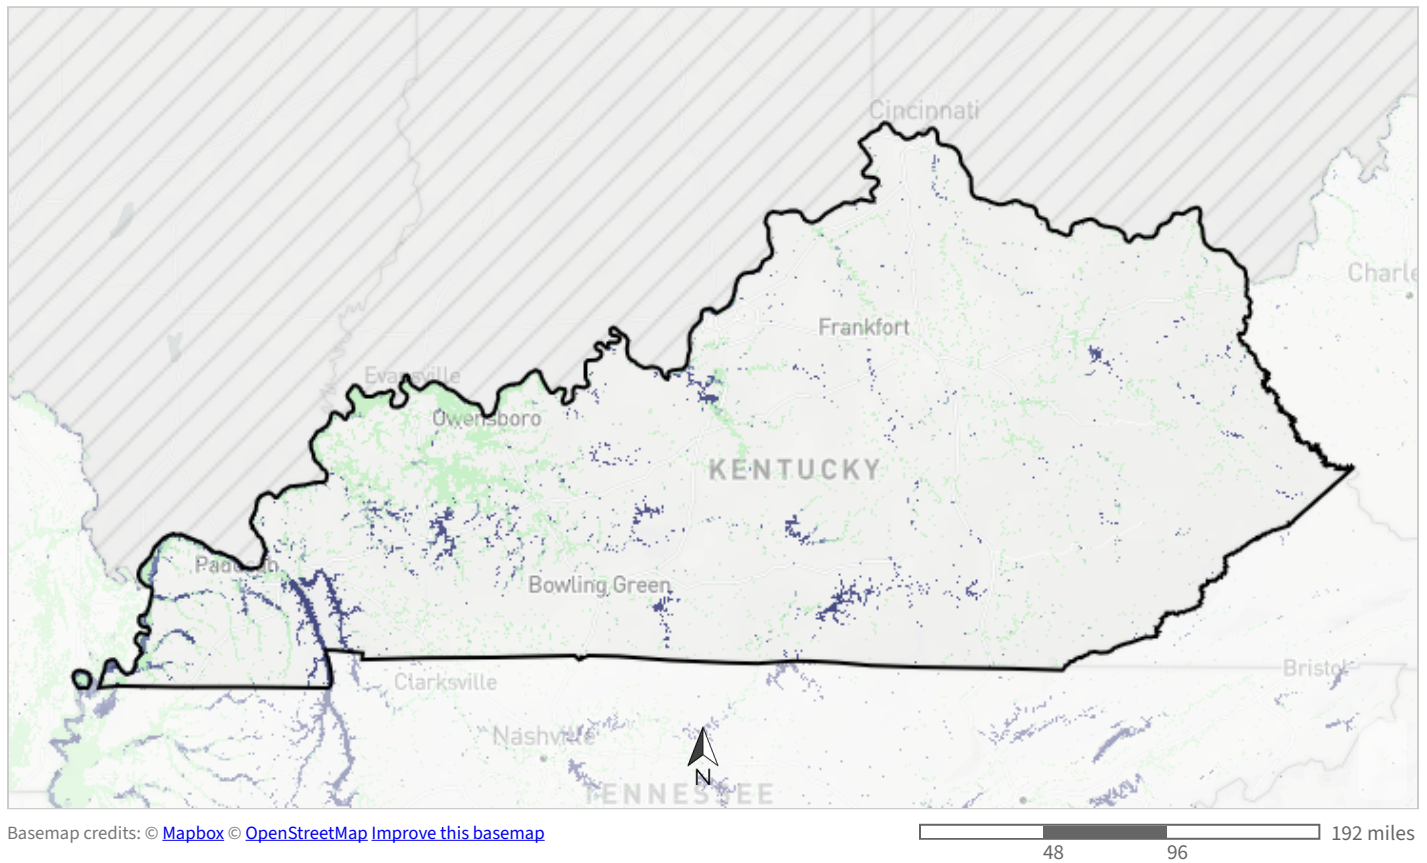 Cincinnati
Charle
Frankfort
Evansville
Owensboro
KENTUCKY
Paducah
Bowling Green
Clarksville
Bristol
Nashville
N
TENNESSEE
Basemap credits: © Mapbox © OpenStreetMap Improve this basemap
192 miles
48 96